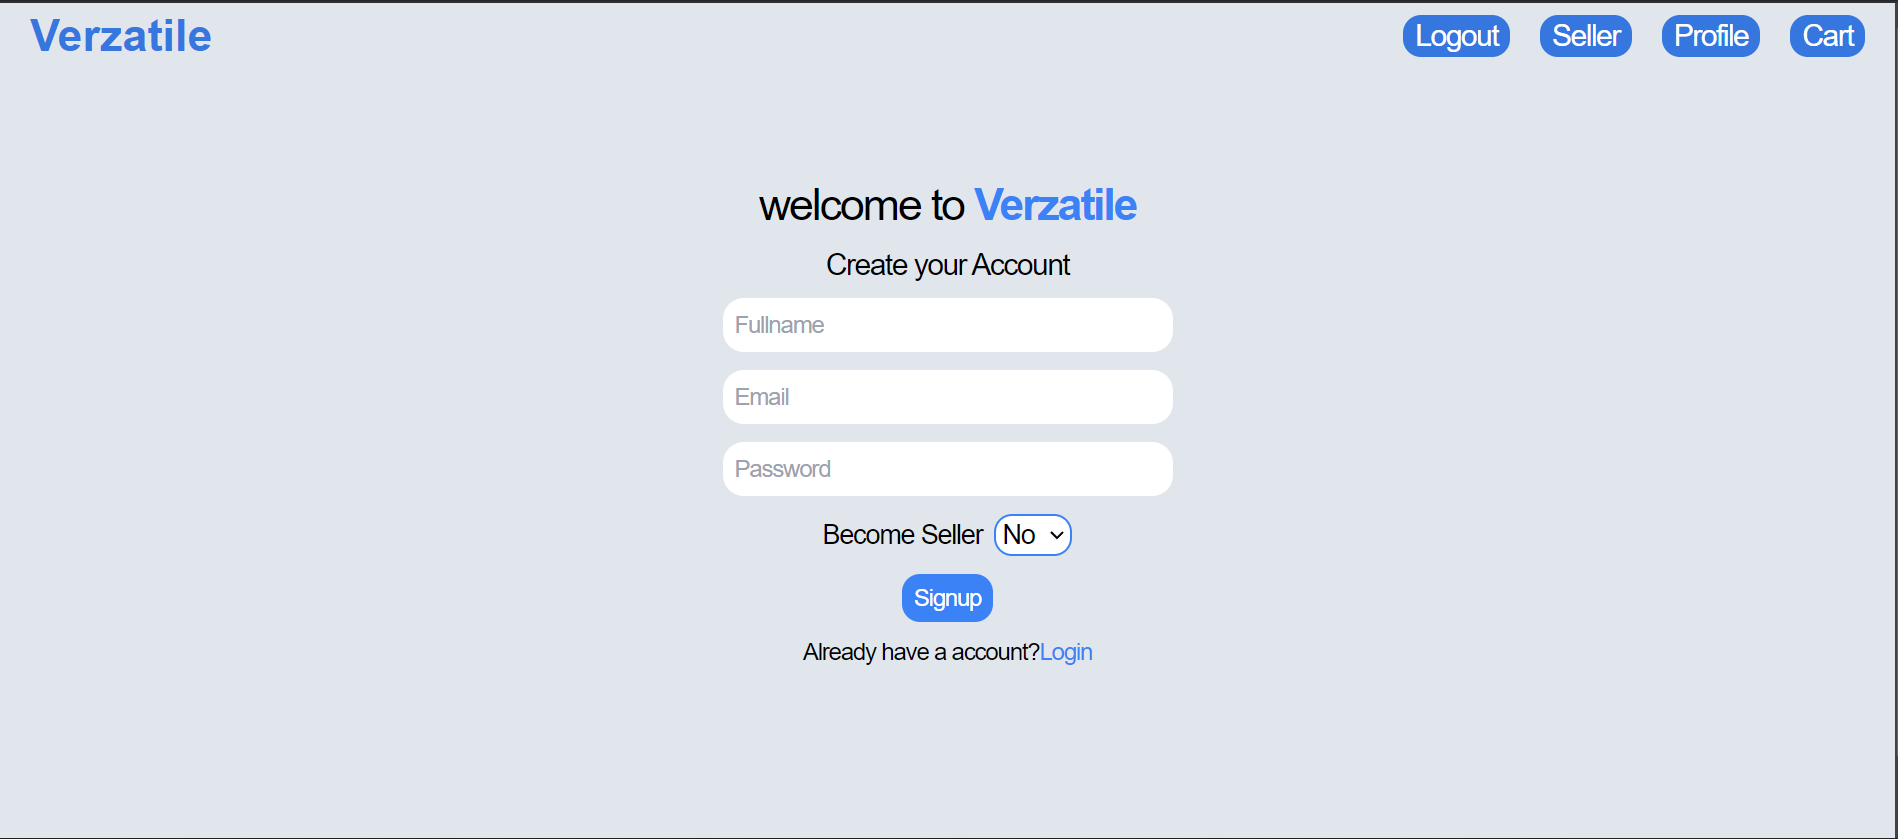 Verzatile Logout Seller Profile Cart
welcome to Verzatile
Create your Account
Fullname
Email
Password
Become Seller No
Signup
Already have a account?Login